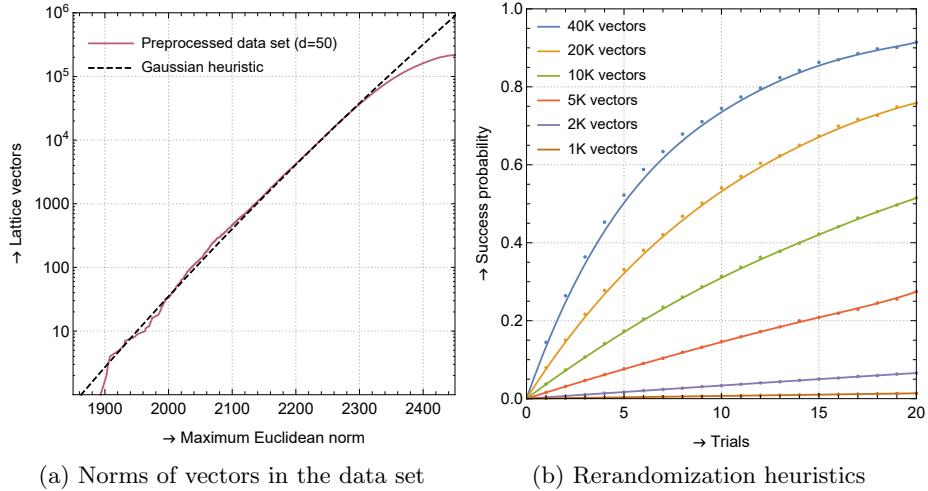 10^6
10^5
10^4
1000
100
10
→ Lattice vectors
Preprocessed data set (d=50)
Gaussian heuristic
1900 2000 2100 2200 2300 2400
→ Maximum Euclidean norm
(a) Norms of vectors in the data set
1.0
0.8
0.6
0.4
0.2
0.0
→ Success probability
40K vectors
20K vectors
10K vectors
5K vectors
2K vectors
1K vectors
0 5 10 15 20
→ Trials
(b) Rerandomization heuristics